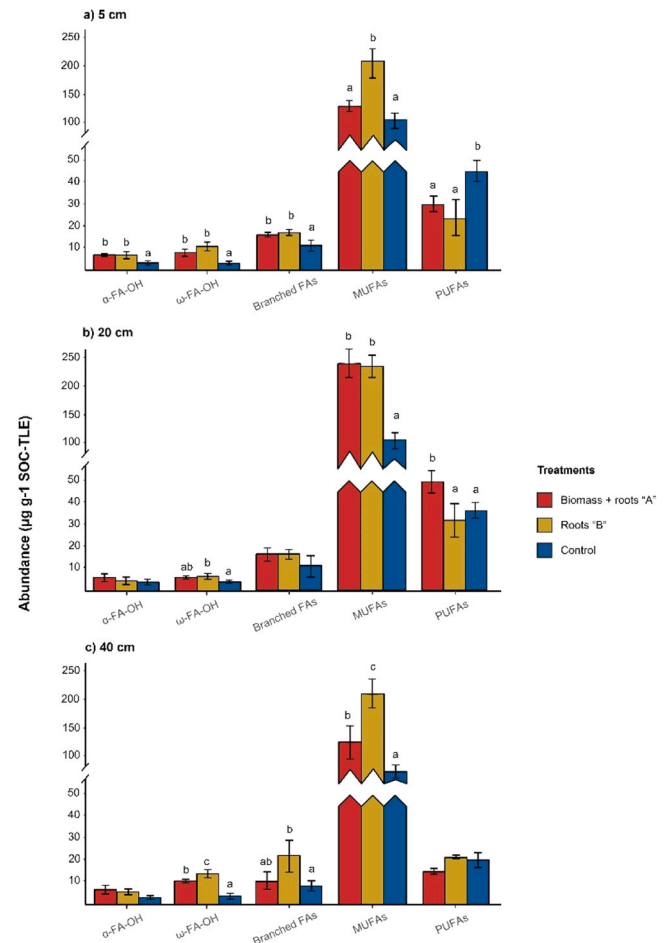 a) 5 cm
250
200
150
100
50
40
30
20
10
b
a
a
b
a
a
b
b
a
b
b
a
b
b
a
α-FA-OH
ω-FA-OH
Branched FAs
MUFAs
PUFAs
b) 20 cm
250
200
150
100
50
40
30
20
10
b
b
a
b
a
a
ab
b
a
α-FA-OH
ω-FA-OH
Branched FAs
MUFAs
PUFAs
Abundance (µg g-1 SOC-TLE)
Treatments
Biomass + roots "A"
Roots "B"
Control
c) 40 cm
250
200
150
100
50
40
30
20
10
c
b
a
b
ab
a
b
c
a
α-FA-OH
ω-FA-OH
Branched FAs
MUFAs
PUFAs